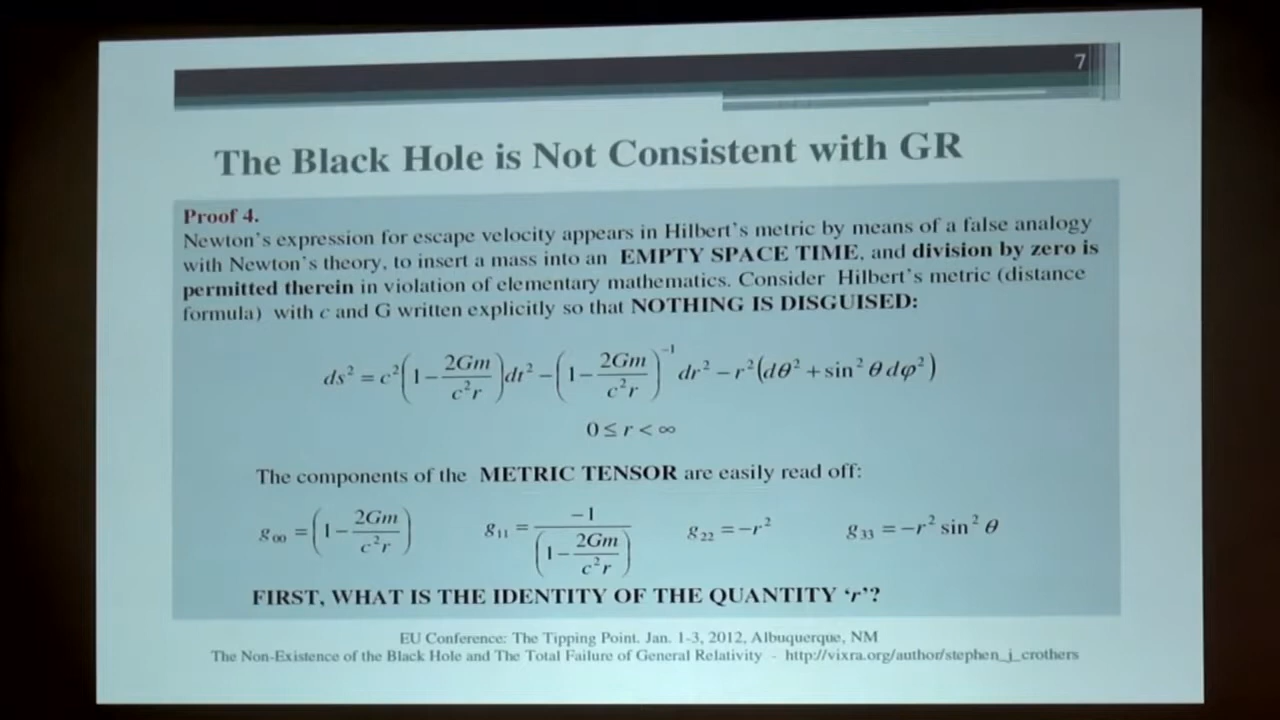 7
The Black Hole is Not Consistent with GR
Proof 4.
Newton's expression for escape velocity appears in Hilbert's metric by means of a false analogy
with Newton's theory, to insert a mass into an EMPTY SPACE TIME, and division by zero is
permitted therein in violation of elementary mathematics. Consider Hilbert's metric (distance
formula) with c and G written explicitly so that NOTHING IS DISGUISED:
ds² = c²(1 − 2Gm/c²r)dt² − (1 − 2Gm/c²r)⁻¹ dr² − r²(dθ² + sin² θ dφ²)
0 ≤ r < ∞
The components of the METRIC TENSOR are easily read off:
g₀₀ = (1 − 2Gm/c²r) g₁₁ = −1/(1 − 2Gm/c²r) g₂₂ = −r² g₃₃ = −r² sin² θ
FIRST, WHAT IS THE IDENTITY OF THE QUANTITY 'r'?
EU Conference: The Tipping Point. Jan. 1-3, 2012, Albuquerque, NM
The Non-Existence of the Black Hole and The Total Failure of General Relativity - http://vixra.org/author/stephen_j_crothers